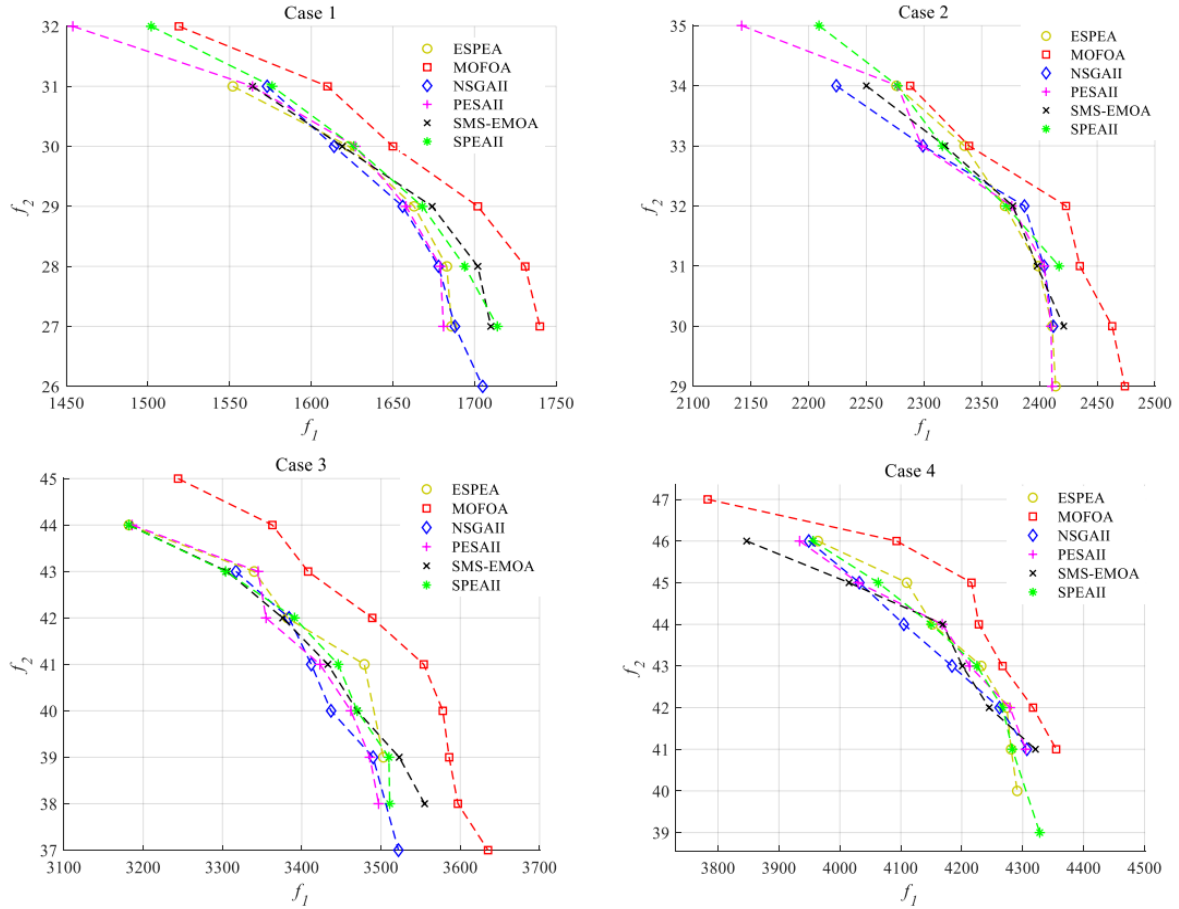 Case 1
32
31
30
29
28
27
26
f2
1450
1500
1550
1600
1650
1700
1750
f1
ESPEA
MOFOA
NSGAII
PESAII
SMS-EMOA
SPEAII
Case 2
35
34
33
32
31
30
29
f2
2100
2200
2250
2300
2350
2400
2450
2500
f1
ESPEA
MOFOA
NSGAII
PESAII
SMS-EMOA
SPEAII
Case 3
45
44
43
42
41
40
39
38
37
f2
3100
3200
3300
3400
3500
3600
3700
f1
ESPEA
MOFOA
NSGAII
PESAII
SMS-EMOA
SPEAII
Case 4
47
46
45
44
43
42
41
40
39
f2
3800
3900
4000
4100
4200
4300
4400
4500
f1
ESPEA
MOFOA
NSGAII
PESAII
SMS-EMOA
SPEAII